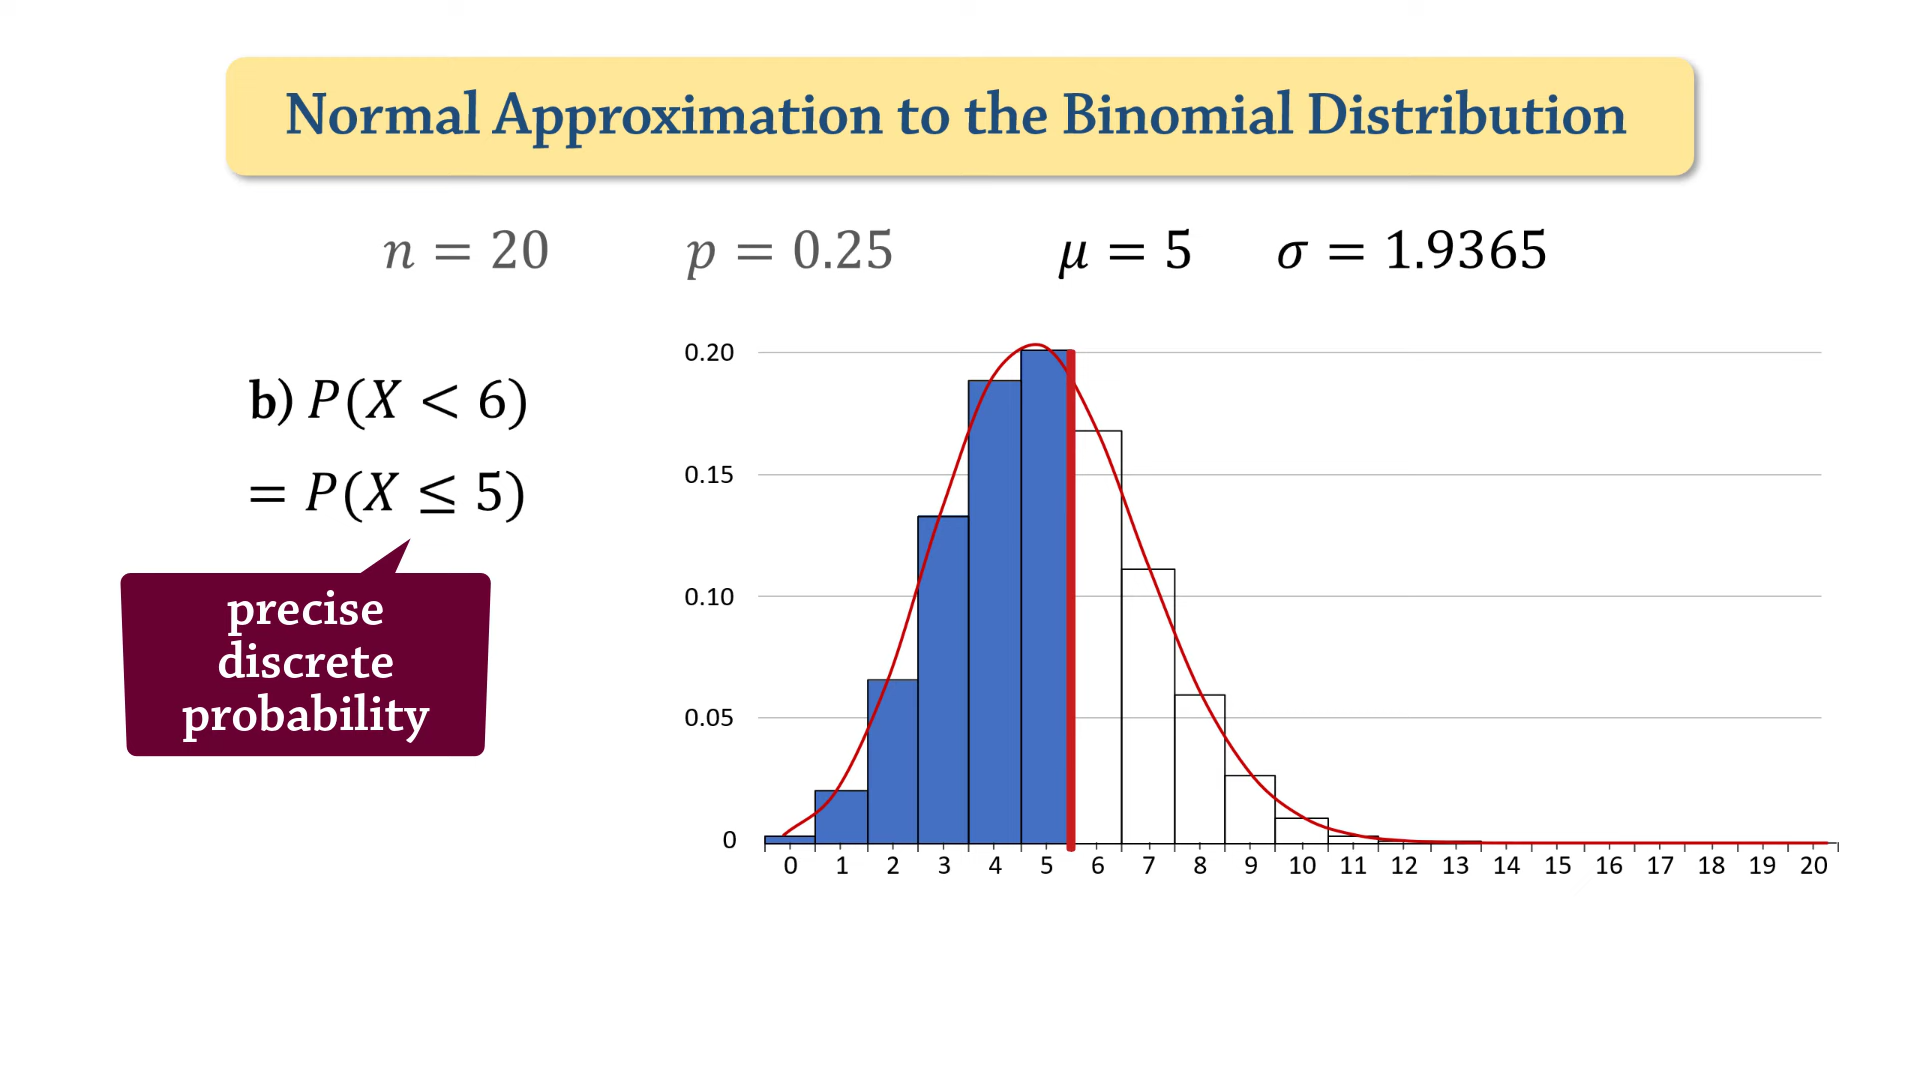 Normal Approximation to the Binomial Distribution
n = 20 p = 0.25 μ = 5 σ = 1.9365
b) P(X < 6)
= P(X ≤ 5)
precise
discrete
probability
0.20
0.15
0.10
0.05
0
0 1 2 3 4 5 6 7 8 9 10 11 12 13 14 15 16 17 18 19 20